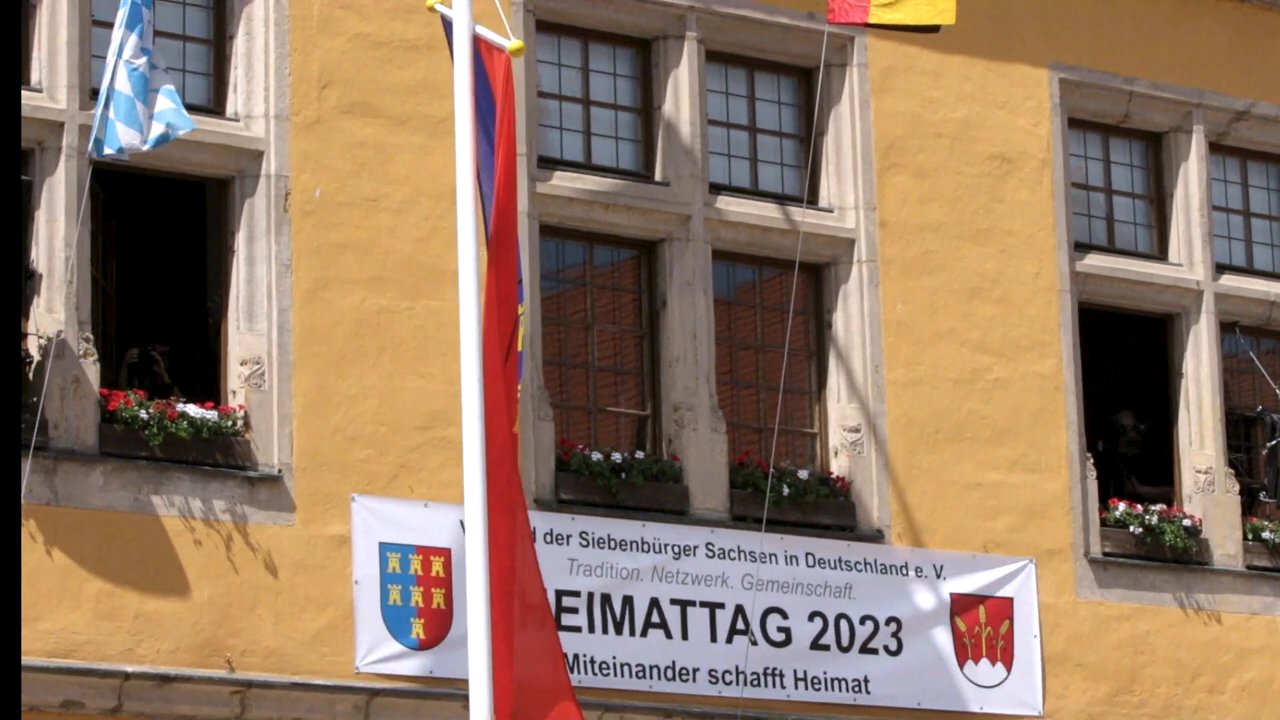 der Siebenbürger Sachsen in Deutschland e. V.
Tradition. Netzwerk. Gemeinschaft.
EIMATTAG 2023
Miteinander schafft Heimat